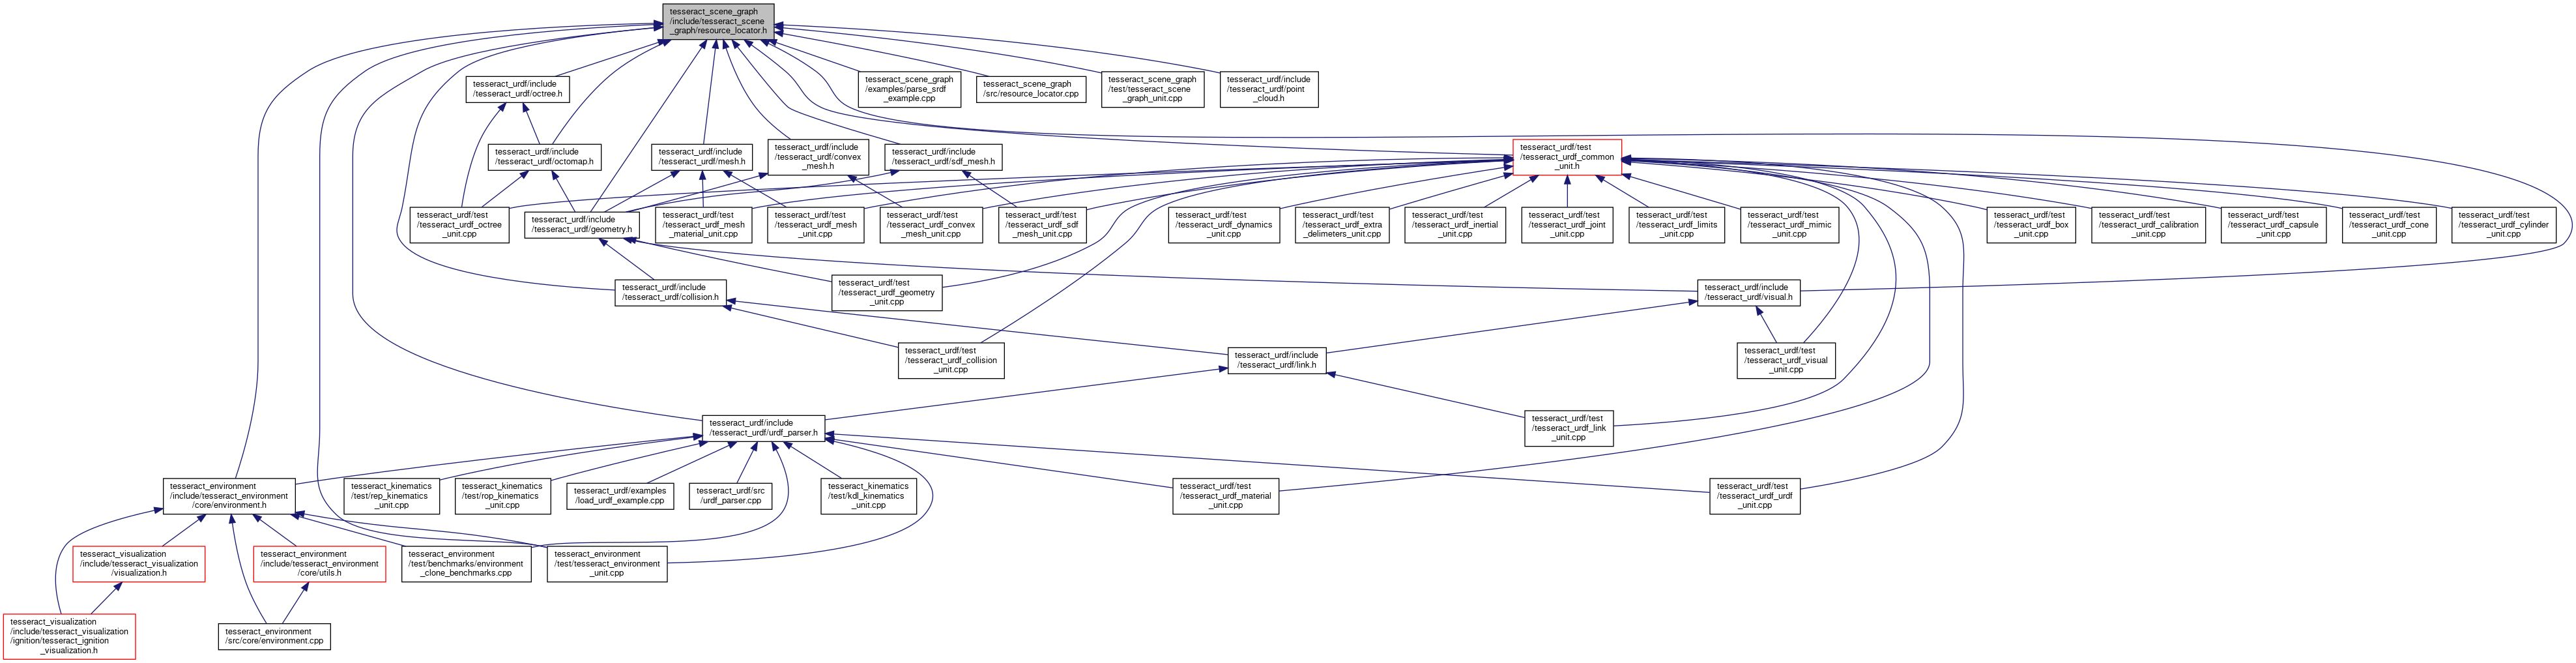 tesseract_scene_graph
/include/tesseract_scene
_graph/resource_locator.h
tesseract_urdf/include
/tesseract_urdf/octree.h
tesseract_scene_graph
/examples/parse_srdf
_example.cpp
tesseract_scene_graph
/src/resource_locator.cpp
tesseract_scene_graph
/test/tesseract_scene
_graph_unit.cpp
tesseract_urdf/include
/tesseract_urdf/point
_cloud.h
tesseract_urdf/include
/tesseract_urdf/octomap.h
tesseract_urdf/include
/tesseract_urdf/mesh.h
tesseract_urdf/include
/tesseract_urdf/convex
_mesh.h
tesseract_urdf/include
/tesseract_urdf/sdf_mesh.h
tesseract_urdf/test
/tesseract_urdf_common
_unit.h
tesseract_urdf/test
/tesseract_urdf_octree
_unit.cpp
tesseract_urdf/include
/tesseract_urdf/geometry.h
tesseract_urdf/test
/tesseract_urdf_mesh
_material_unit.cpp
tesseract_urdf/test
/tesseract_urdf_mesh
_unit.cpp
tesseract_urdf/test
/tesseract_urdf_convex
_mesh_unit.cpp
tesseract_urdf/test
/tesseract_urdf_sdf
_mesh_unit.cpp
tesseract_urdf/test
/tesseract_urdf_dynamics
_unit.cpp
tesseract_urdf/test
/tesseract_urdf_extra
_delimeters_unit.cpp
tesseract_urdf/test
/tesseract_urdf_inertial
_unit.cpp
tesseract_urdf/test
/tesseract_urdf_joint
_unit.cpp
tesseract_urdf/test
/tesseract_urdf_limits
_unit.cpp
tesseract_urdf/test
/tesseract_urdf_mimic
_unit.cpp
tesseract_urdf/test
/tesseract_urdf_box
_unit.cpp
tesseract_urdf/test
/tesseract_urdf_calibration
_unit.cpp
tesseract_urdf/test
/tesseract_urdf_capsule
_unit.cpp
tesseract_urdf/test
/tesseract_urdf_cone
_unit.cpp
tesseract_urdf/test
/tesseract_urdf_cylinder
_unit.cpp
tesseract_urdf/include
/tesseract_urdf/collision.h
tesseract_urdf/test
/tesseract_urdf_geometry
_unit.cpp
tesseract_urdf/include
/tesseract_urdf/visual.h
tesseract_urdf/test
/tesseract_urdf_collision
_unit.cpp
tesseract_urdf/include
/tesseract_urdf/link.h
tesseract_urdf/test
/tesseract_urdf_visual
_unit.cpp
tesseract_urdf/include
/tesseract_urdf/urdf_parser.h
tesseract_urdf/test
/tesseract_urdf_link
_unit.cpp
tesseract_environment
/include/tesseract_environment
/core/environment.h
tesseract_kinematics
/test/rep_kinematics
_unit.cpp
tesseract_kinematics
/test/rop_kinematics
_unit.cpp
tesseract_urdf/examples
/load_urdf_example.cpp
tesseract_urdf/src
/urdf_parser.cpp
tesseract_kinematics
/test/kdl_kinematics
_unit.cpp
tesseract_urdf/test
/tesseract_urdf_material
_unit.cpp
tesseract_urdf/test
/tesseract_urdf_urdf
_unit.cpp
tesseract_visualization
/include/tesseract_visualization
/visualization.h
tesseract_environment
/include/tesseract_environment
/core/utils.h
tesseract_environment
/test/benchmarks/environment
_clone_benchmarks.cpp
tesseract_environment
/test/tesseract_environment
_unit.cpp
tesseract_visualization
/include/tesseract_visualization
/ignition/tesseract_ignition
_visualization.h
tesseract_environment
/src/core/environment.cpp